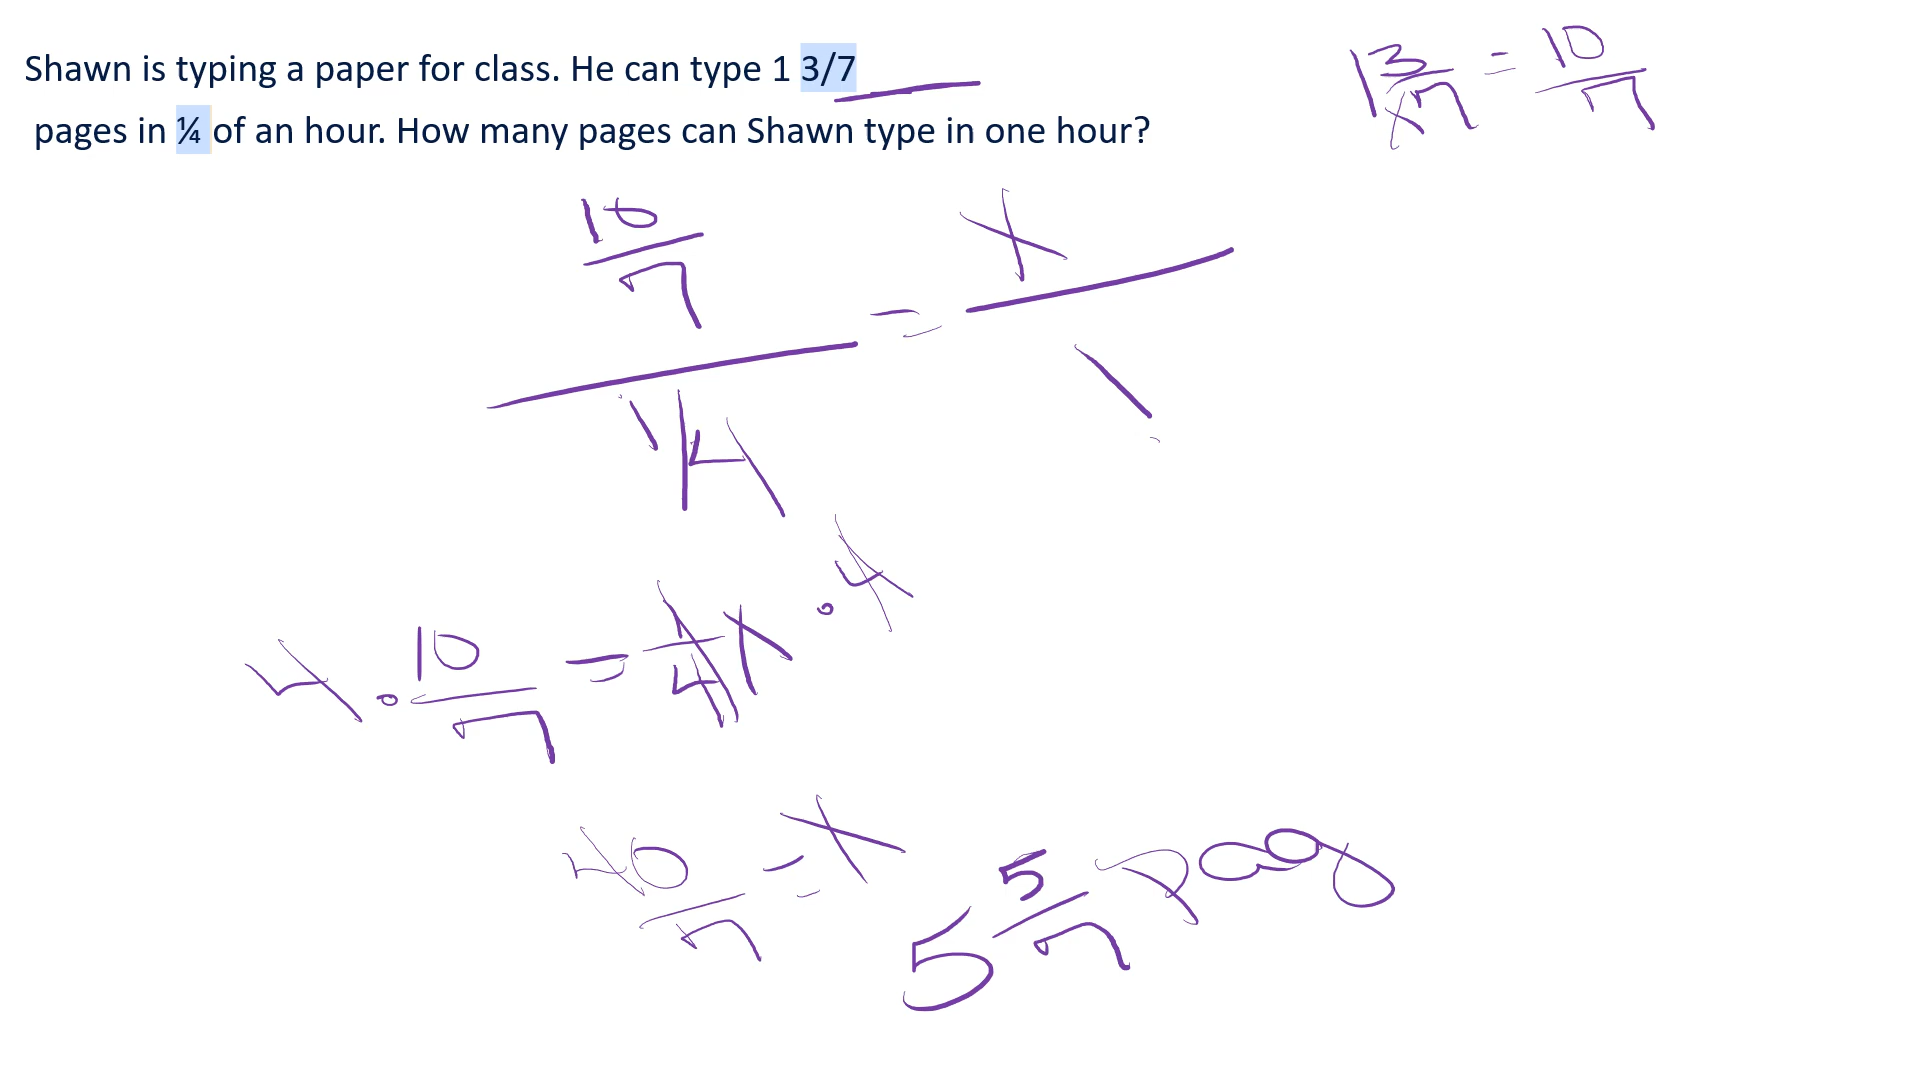 Shawn is typing a paper for class. He can type 1 3/7
pages in ¼ of an hour. How many pages can Shawn type in one hour?
1 3/7 = 10/7
10/7 / 1/4 = x/1
4 · 10/7 = 1/4 x · 4
40/7 = x
5 5/7 pag